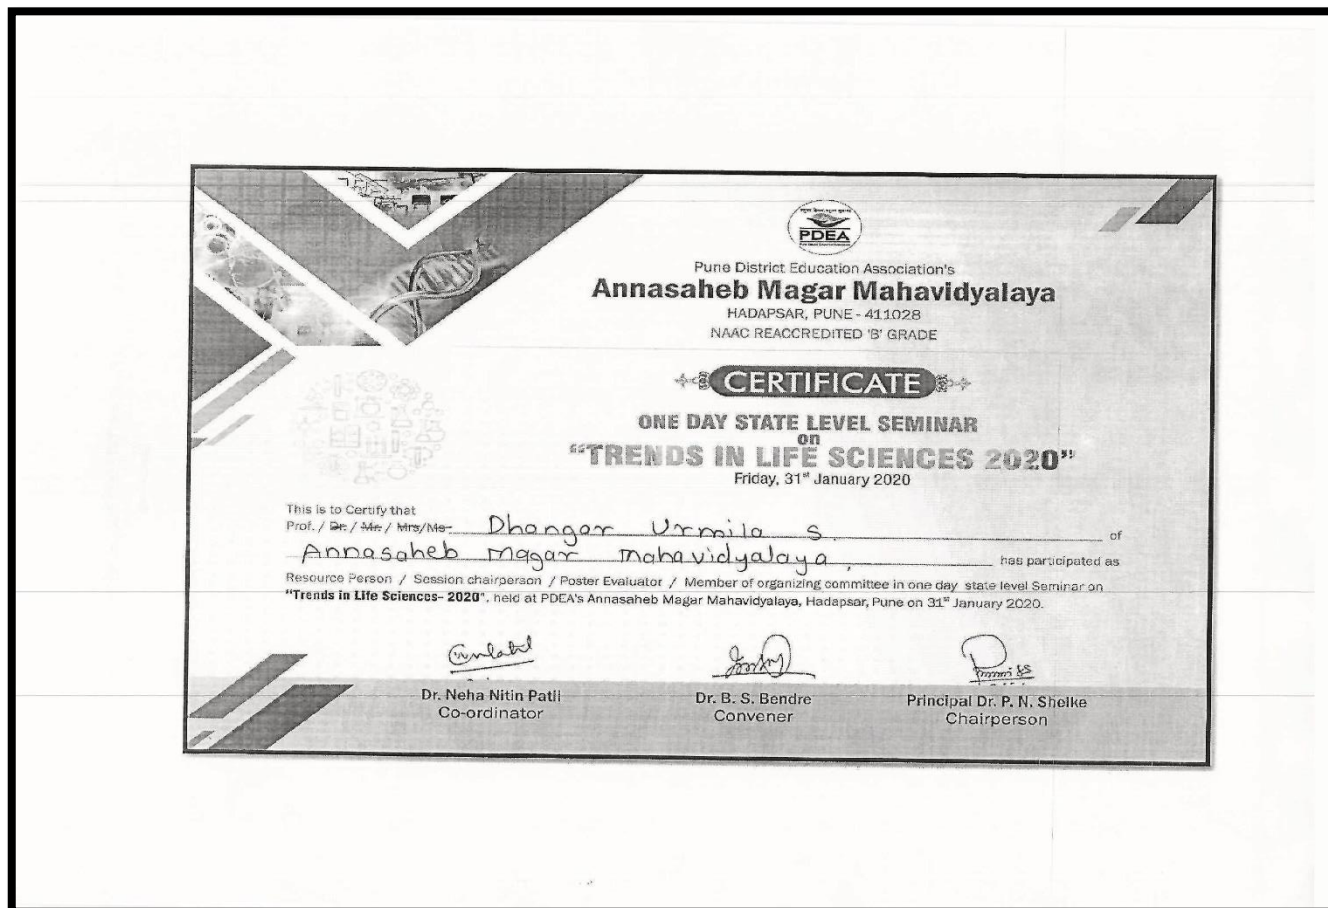 PDEA
Pune District Education Association's
Annasaheb Magar Mahavidyalaya
HADAPSAR, PUNE - 411028
NAAC REACCREDITED 'B' GRADE
CERTIFICATE
ONE DAY STATE LEVEL SEMINAR
on
"TRENDS IN LIFE SCIENCES 2020"
Friday, 31st January 2020
This is to Certify that
Prof. / Dr. / Mr. / Mrs/Ms- Dhangar Urmila S. of
Annasaheb Magar Mahavidyalaya, has participated as
Resource Person / Session chairperson / Poster Evaluator / Member of organizing committee in one day state level Seminar on
"Trends in Life Sciences- 2020", held at PDEA's Annasaheb Magar Mahavidyalaya, Hadapsar, Pune on 31st January 2020.
Dr. Neha Nitin Patil Dr. B. S. Bendre Principal Dr. P. N. Shelke
Co-ordinator Convener Chairperson